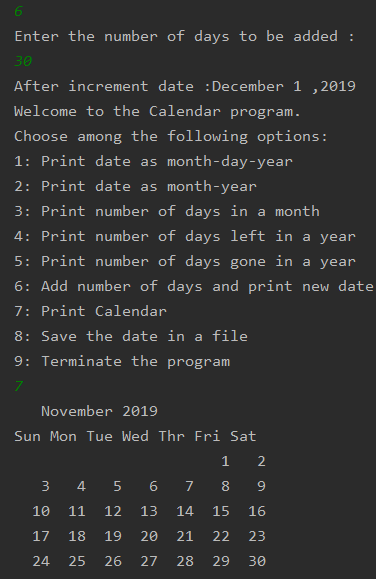 6
Enter the number of days to be added :
30
After increment date :December 1 ,2019
Welcome to the Calendar program.
Choose among the following options:
1: Print date as month-day-year
2: Print date as month-year
3: Print number of days in a month
4: Print number of days left in a year
5: Print number of days gone in a year
6: Add number of days and print new date
7: Print Calendar
8: Save the date in a file
9: Terminate the program
7
   November 2019
Sun Mon Tue Wed Thr Fri Sat
                       1   2
   3   4   5   6   7   8   9
  10  11  12  13  14  15  16
  17  18  19  20  21  22  23
  24  25  26  27  28  29  30